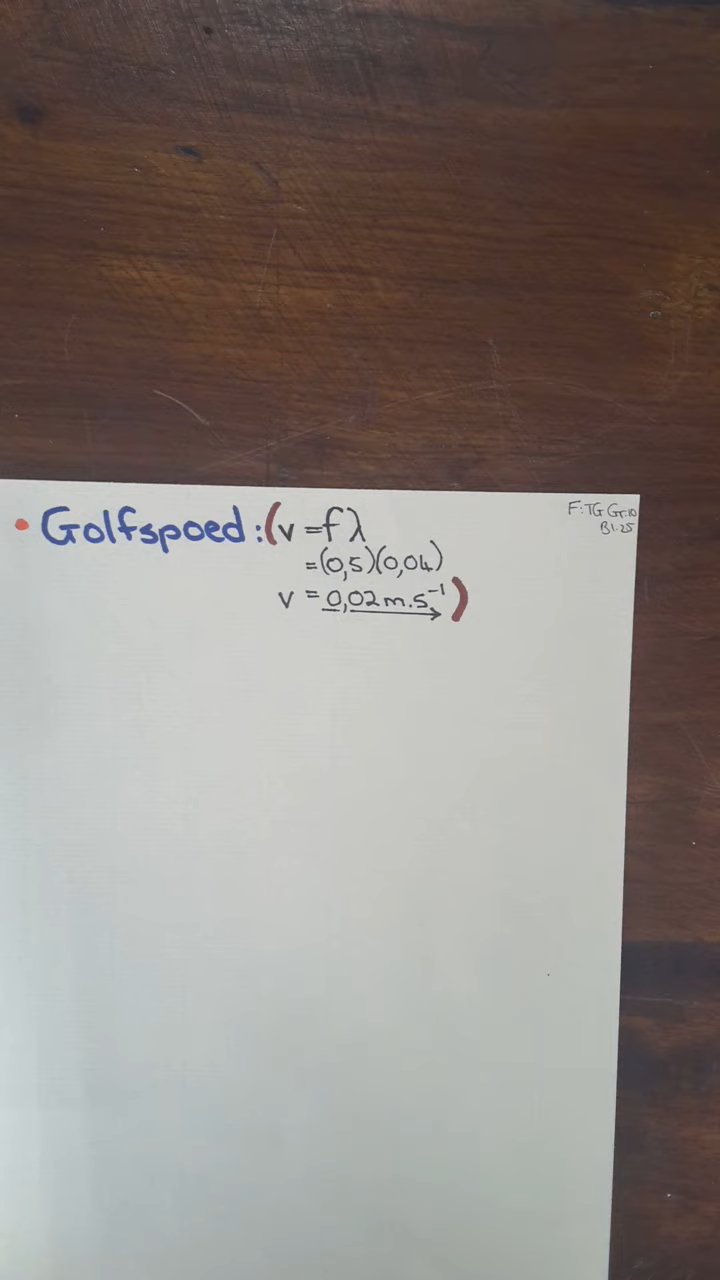 • Golfspoed: (v = fλ
= (0,5)(0,04)
v = 0,02 m.s⁻¹)
F:TG Gr.10
B1.25